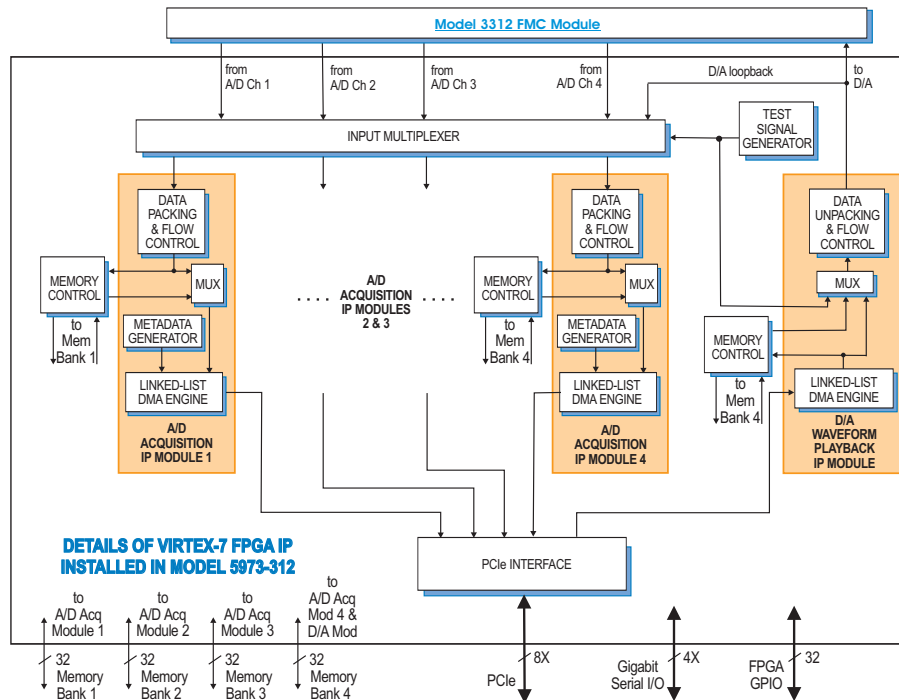 Model 3312 FMC Module
from
A/D Ch 1
from
A/D Ch 2
from
A/D Ch 3
from
A/D Ch 4
D/A loopback
to
D/A
INPUT MULTIPLEXER
TEST
SIGNAL
GENERATOR
DATA
PACKING
& FLOW
CONTROL
MEMORY
CONTROL
MUX
to
Mem
Bank 1
METADATA
GENERATOR
LINKED-LIST
DMA ENGINE
A/D
ACQUISITION
IP MODULE 1
. . . .
A/D
ACQUISITION
IP MODULES
2 & 3
. . . .
DATA
PACKING
& FLOW
CONTROL
MEMORY
CONTROL
MUX
to
Mem
Bank 4
METADATA
GENERATOR
LINKED-LIST
DMA ENGINE
A/D
ACQUISITION
IP MODULE 4
DATA
UNPACKING
& FLOW
CONTROL
MUX
MEMORY
CONTROL
to
Mem
Bank 4
LINKED-LIST
DMA ENGINE
D/A
WAVEFORM
PLAYBACK
IP MODULE
DETAILS OF VIRTEX-7 FPGA IP
INSTALLED IN MODEL 5973-312
PCIe INTERFACE
to
A/D Acq
Module 1
to
A/D Acq
Module 2
to
A/D Acq
Module 3
to
A/D Acq
Mod 4 &
D/A Mod
32
Memory
Bank 1
32
Memory
Bank 2
32
Memory
Bank 3
32
Memory
Bank 4
8X
PCIe
4X
Gigabit
Serial I/O
32
FPGA
GPIO